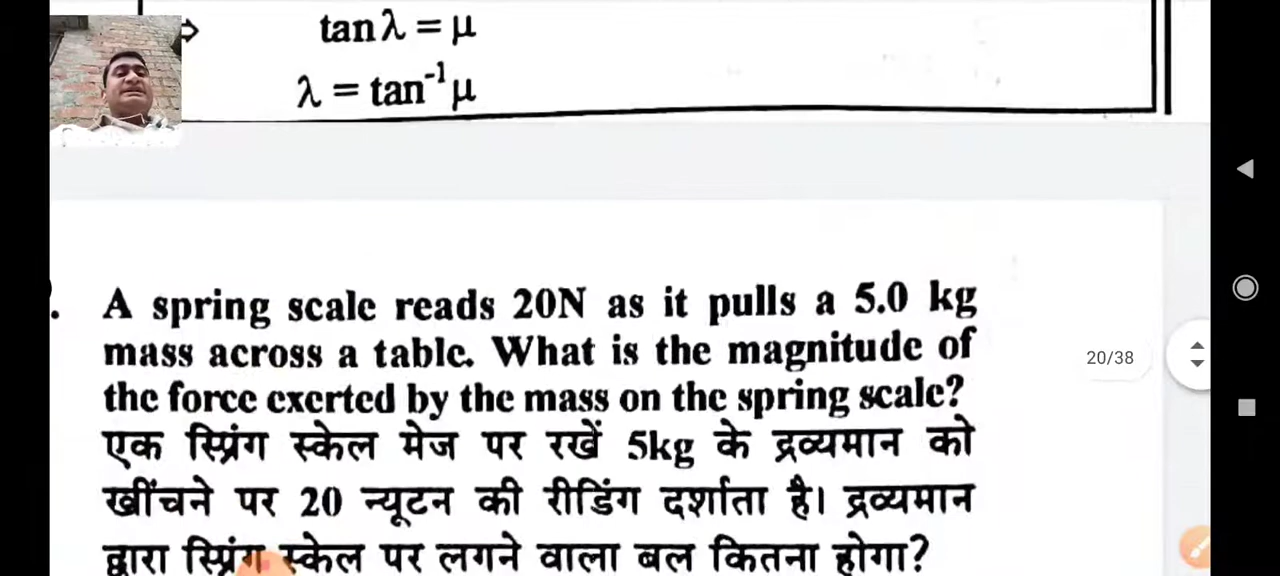 tan λ = μ
λ = tan⁻¹ μ
. A spring scale reads 20N as it pulls a 5.0 kg
mass across a table. What is the magnitude of
the force exerted by the mass on the spring scale?
20/38
एक स्प्रिंग स्केल मेज पर रखें 5kg के द्रव्यमान को
खींचने पर 20 न्यूटन की रीडिंग दर्शाता है। द्रव्यमान
द्वारा स्प्रिंग स्केल पर लगने वाला बल कितना होगा?